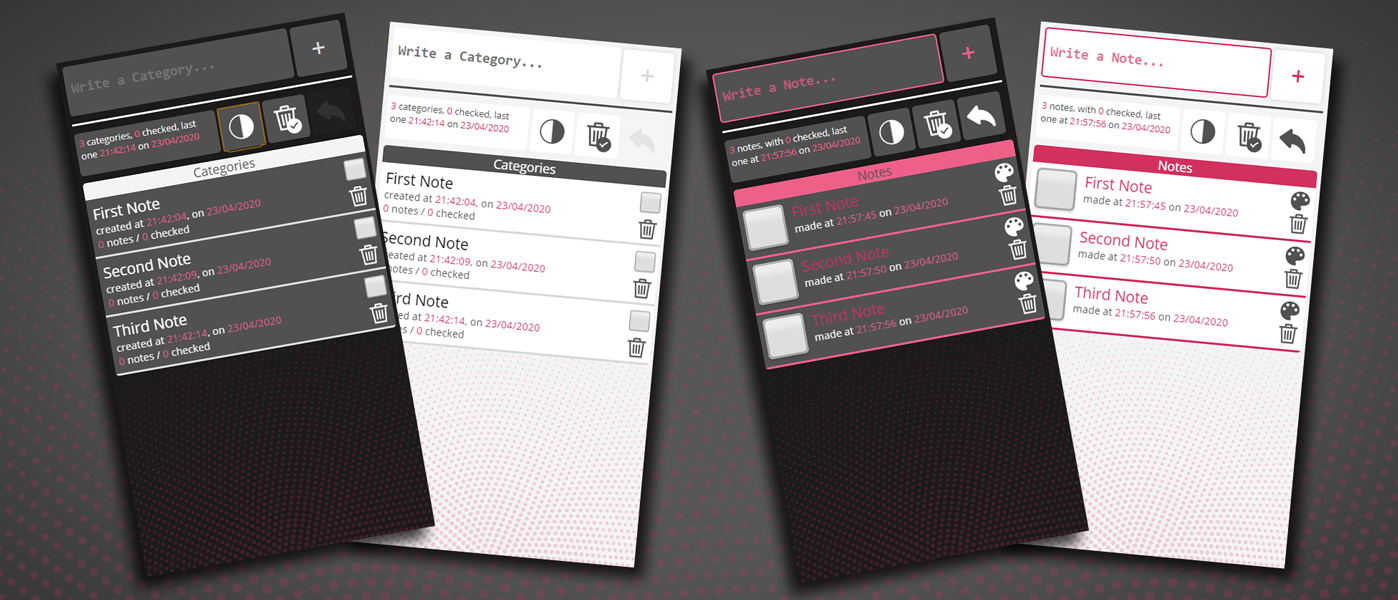 Write a Category...
+
3 categories, 0 checked, last
one 21:42:14 on 23/04/2020
Categories
First Note
created at 21:42:04, on 23/04/2020
0 notes / 0 checked
Second Note
created at 21:42:09, on 23/04/2020
0 notes / 0 checked
Third Note
created at 21:42:14, on 23/04/2020
0 notes / 0 checked
Write a Category...
+
3 categories, 0 checked, last
one 21:42:14 on 23/04/2020
Categories
First Note
created at 21:42:04, on 23/04/2020
0 notes / 0 checked
Second Note
eated at 21:42:09, on 23/04/2020
otes / 0 checked
ird Note
ed at 21:42:14, on 23/04/2020
es / 0 checked
Write a Note...
+
3 notes, with 0 checked, last
one at 21:57:56 on 23/04/2020
Notes
First Note
made at 21:57:45 on 23/04/2020
Second Note
made at 21:57:50 on 23/04/2020
Third Note
made at 21:57:56 on 23/04/2020
Write a Note...
+
3 notes, with 0 checked, last
one at 21:57:56 on 23/04/2020
Notes
First Note
made at 21:57:45 on 23/04/2020
Second Note
made at 21:57:50 on 23/04/2020
Third Note
made at 21:57:56 on 23/04/2020